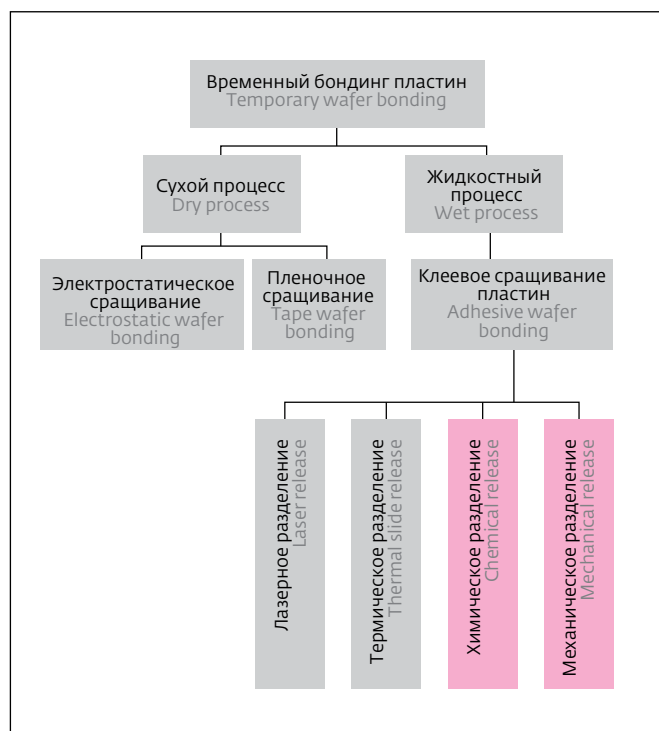 Временный бондинг пластин
Temporary wafer bonding
Сухой процесс
Dry process
Жидкостный
процесс
Wet process
Электростатическое
сращивание
Electrostatic wafer
bonding
Пленочное
сращивание
Tape wafer
bonding
Клеевое сращивание
пластин
Adhesive wafer
bonding
Лазерное разделение
Laser release
Термическое разделение
Thermal slide release
Химическое разделение
Chemical release
Механическое разделение
Mechanical release